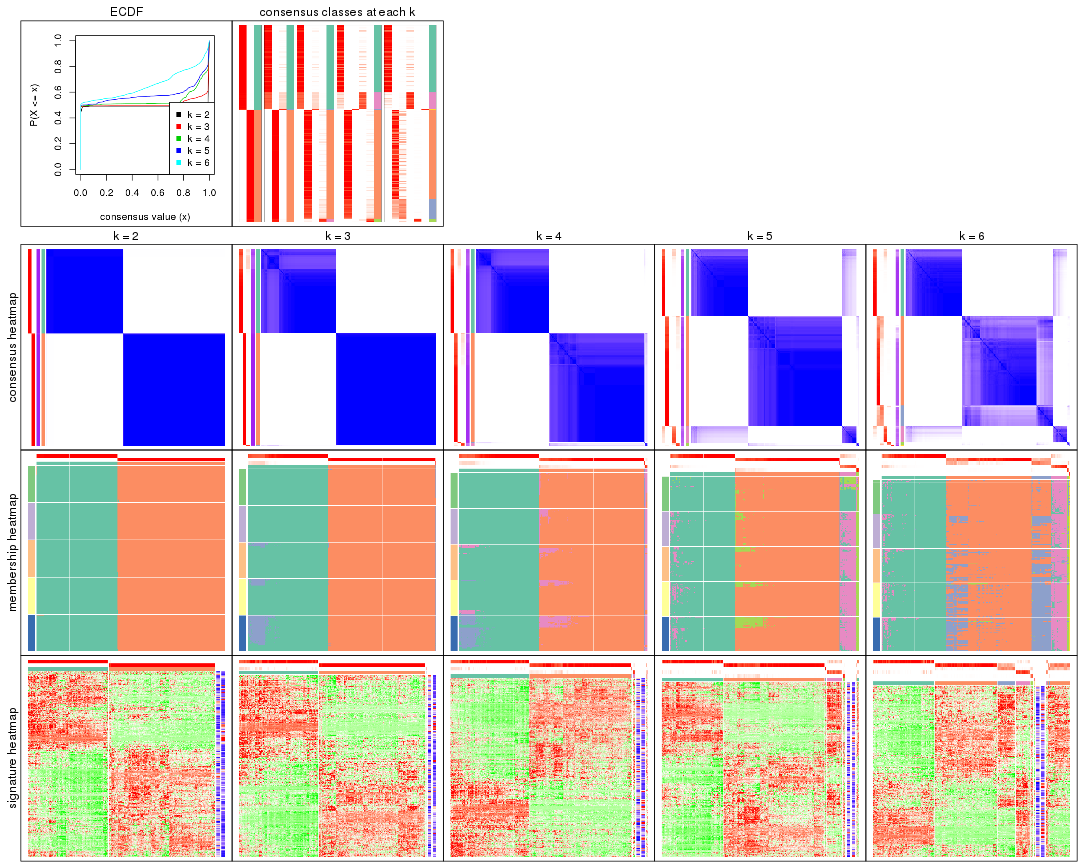 ECDF
consensus classes at each k
P(X <= x)
0.0 0.2 0.4 0.6 0.8 1.0
k = 2
k = 3
k = 4
k = 5
k = 6
0.0 0.2 0.4 0.6 0.8 1.0
consensus value (x)
k = 2
k = 3
k = 4
k = 5
k = 6
consensus heatmap
membership heatmap
signature heatmap